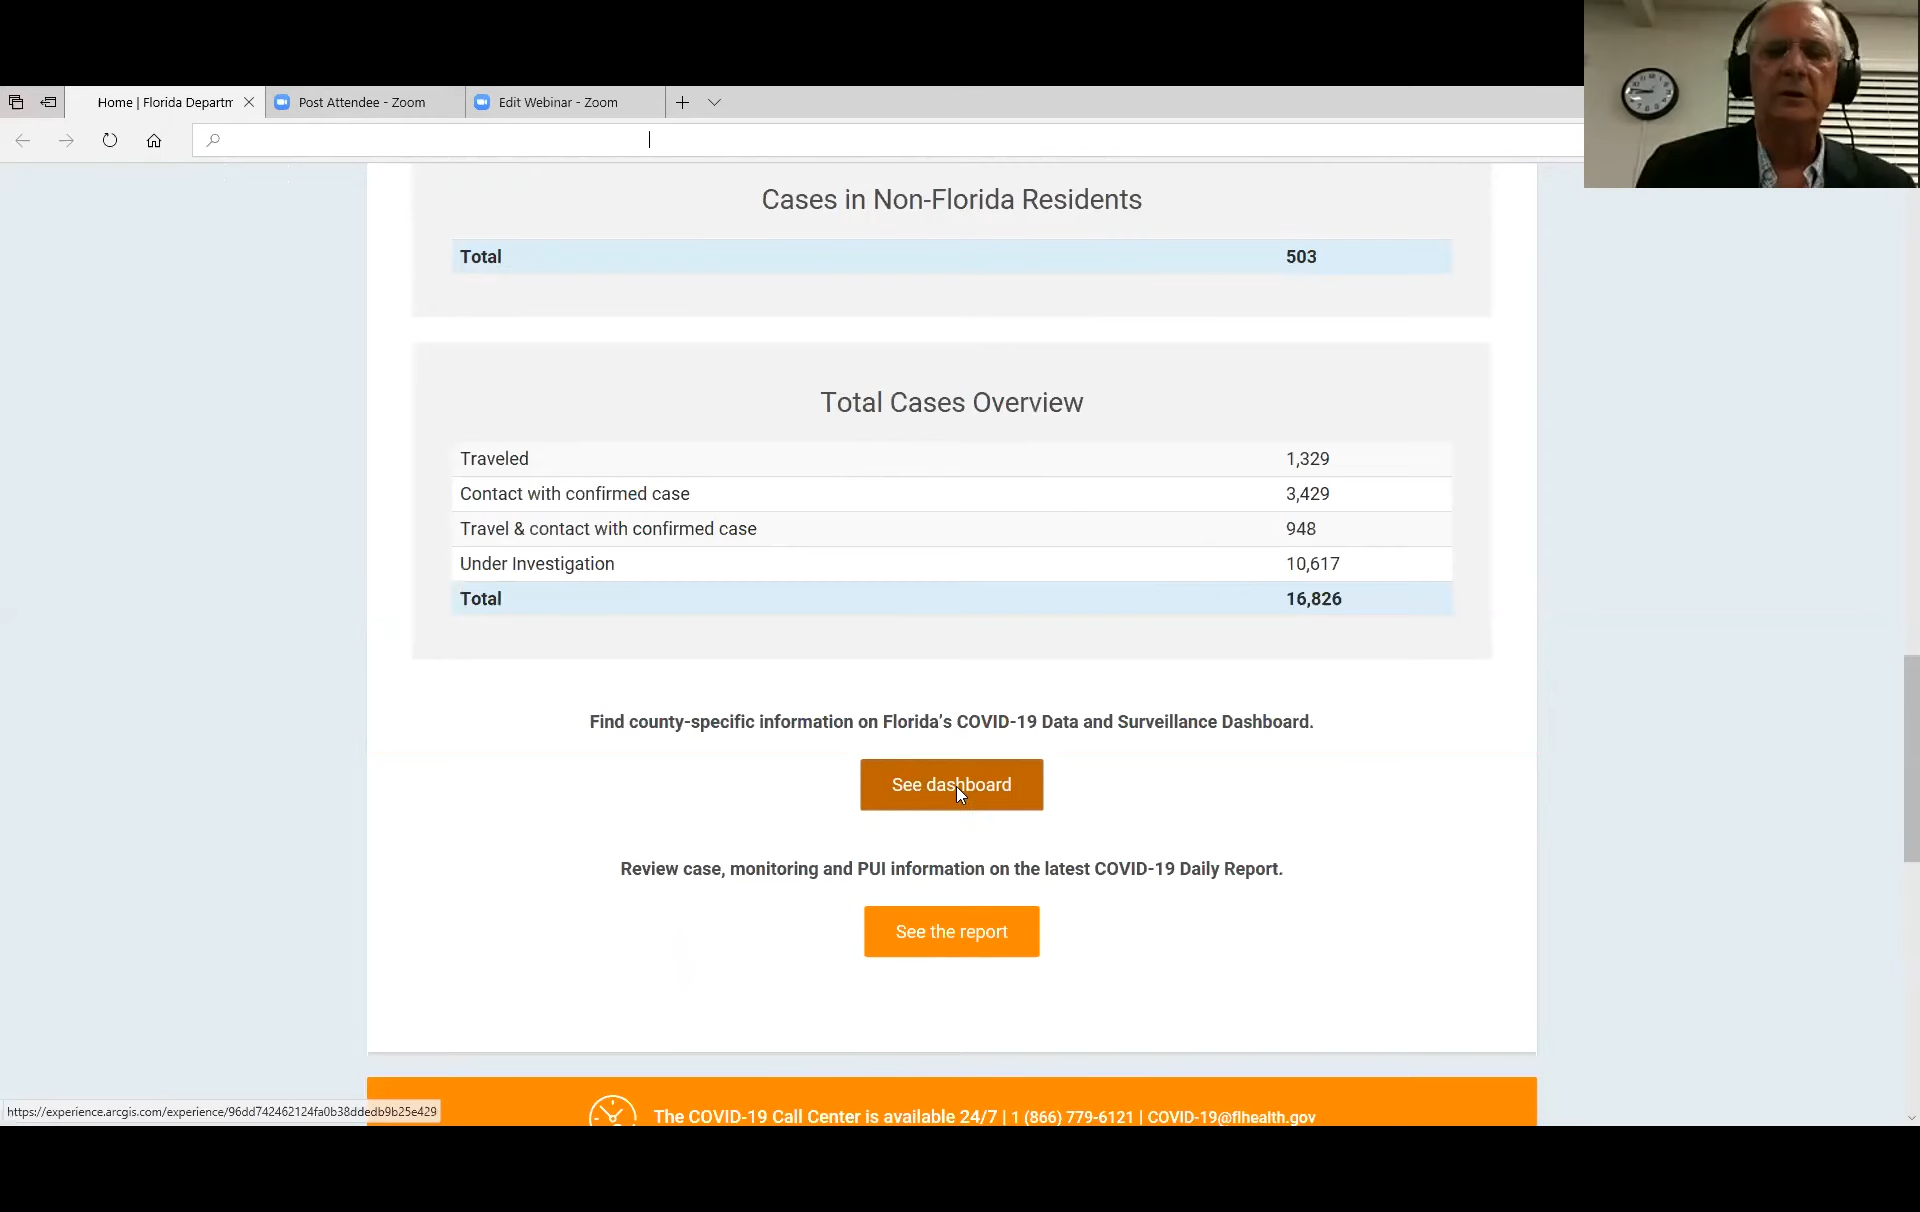 Home | Florida Departm
Post Attendee - Zoom
Edit Webinar - Zoom
Cases in Non-Florida Residents
Total 503
Total Cases Overview
Traveled 1,329
Contact with confirmed case 3,429
Travel & contact with confirmed case 948
Under Investigation 10,617
Total 16,826
Find county-specific information on Florida’s COVID-19 Data and Surveillance Dashboard.
See dashboard
Review case, monitoring and PUI information on the latest COVID-19 Daily Report.
See the report
https://experience.arcgis.com/experience/96dd742462124fa0b38ddedb9b25e429
The COVID-19 Call Center is available 24/7 | 1 (866) 779-6121 | COVID-19@flhealth.gov